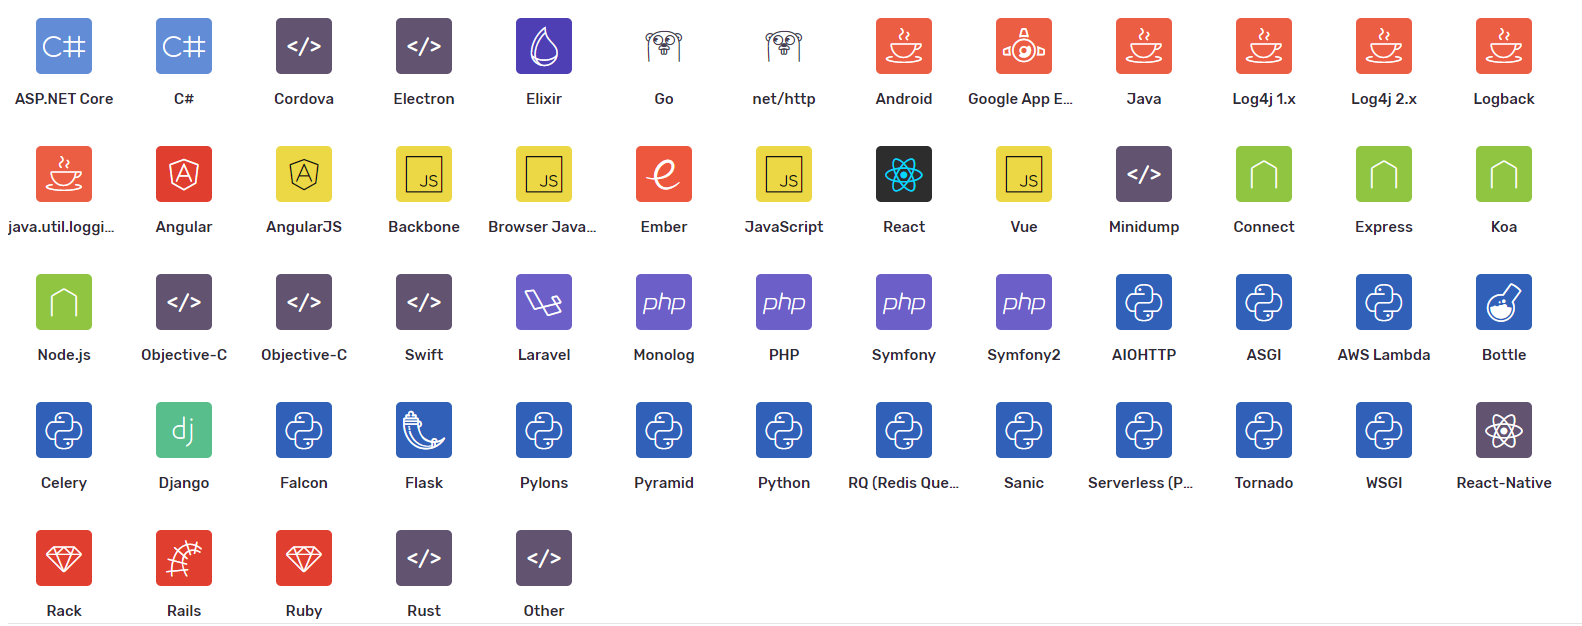 C# C# </> </> </>
ASP.NET Core C# Cordova Electron Elixir Go net/http Android Google App E... Java Log4j 1.x Log4j 2.x Logback
A A JS JS e JS JS </>
java.util.loggi... Angular AngularJS Backbone Browser Java... Ember JavaScript React Vue Minidump Connect Express Koa
</> </> </> php php php php
Node.js Objective-C Objective-C Swift Laravel Monolog PHP Symfony Symfony2 AIOHTTP ASGI AWS Lambda Bottle
dj
Celery Django Falcon Flask Pylons Pyramid Python RQ (Redis Que... Sanic Serverless (P... Tornado WSGI React-Native
</> </>
Rack Rails Ruby Rust Other